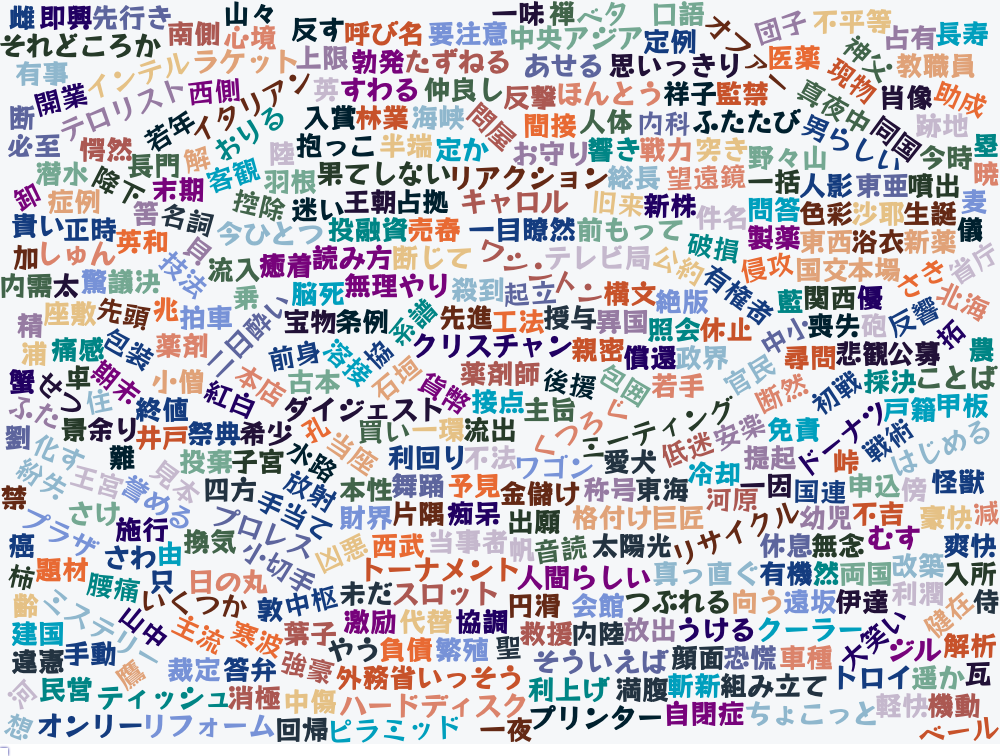 雌 即興 先行き 山々 反す 呼び名 要注意 一味 禅 ベタ 口語 オファー 団子 不平等 占有 長寿
それどころか 南側 心境 上限 勃発 たずねる 中央アジア 定例 医薬 神父 教職員
有事 インテル ラケット 英 すわる 仲良し あせる 思いっきり 現物 肖像 助成
断 開業 テロリスト 西側 イタリアン 反撃 ほんとう 祥子 監禁 真夜中 跡地
必至 愕然 若年 おりる 入賞 林業 海峡 問屋 間接 人体 内科 ふたたび 男らしい 同国 今時 塁
潜水 長門 解 陸 抱っこ 半端 定か お守り 響き 戦力 突き 野々山 暁
卸 症例 降下 末期 客観 羽根 果てしない リアクション 総長 望遠鏡 一括 人影 東亜 噴出 麦
筈 名詞 控除 迷い 王朝 占拠 キャロル 旧来 新株 件名 問答 色彩 沙耶 生誕
貴い 正時 英和 貝 今ひとつ 投融資 売春 一目瞭然 前もって 破損 製薬 東西 浴衣 新薬 儀
加 しゅん 技法 流入 癒着 読み方 断じて ワシントン テレビ局 公約 侵攻 国交 本場 さき 省庁
内需 太 驚 議決 乗 脳死 無理やり 殺到 起立 構文 絶版 有権者 藍 関西 優 北海
精 座敷 先頭 兆 拍車 宝物 条例 先進 工法 授与 異国 照会 休止 中小 喪失 砲 反響 拓
浦 痛感 包装 薬剤 前身 溶接 クリスチャン 親密 償還 政界 尋問 悲観 公募 農
蟹 卓 期末 小僧 本店 古本 石垣 貨幣 薬剤師 後援 包囲 若手 官民 断然 初戦 採決 ことば
住 終値 紅白 ダイジェスト 接点 主旨 くつろぐ ミーティング ドーナツ 戸籍 甲板
劉 景 余り 井戸 祭典 希少 孔 当座 買い 一環 流出 低迷 安楽 免責 戦術 はじめる
化す 難 投棄 子宮 水路 利回り 不法 ワゴン 愛犬 冷却 提起 峠
紛失 王宮 見本 誉める 四方 放射 本性 舞踊 予見 金儲け 称号 東海 河原 一因 国連 申込 傍 怪獣
禁 プラザ さけ 施行 プロレス 手当て 財界 片隅 痴呆 出願 格付け 巨匠 リサイクル 幼児 不吉 豪快 減
癌 さわ 由 換気 小切手 凶悪 西武 当事者 帆 音読 太陽光 休息 無念 むす 爽快
柿 題材 腰痛 只 日の丸 トーナメント 人間らしい 真っ直ぐ 有機 然 両国 改築 入所
齢 ミステリー いくつか 敦 中枢 未だ スロット 円滑 会館 つぶれる 向う 遠坂 伊達 利潤 健在 侍
建国 山中 主流 寒波 葉子 激励 代替 協調 救援 内陸 放出 うける クーラー 大笑い ジル 解析
違憲 手動 鷹 裁定 答弁 強豪 やう 負債 繁殖 聖 そういえば 顔面 恐慌 車種 トロイ 遥か 瓦
河 民営 ティッシュ 消極 中傷 外務省 いっそう ハードディスク 利上げ 満腹 斬新 組み立て 軽快 機動
想 オンリー リフォーム 回帰 ピラミッド 一夜 プリンター 自閉症 ちょこっと ベール